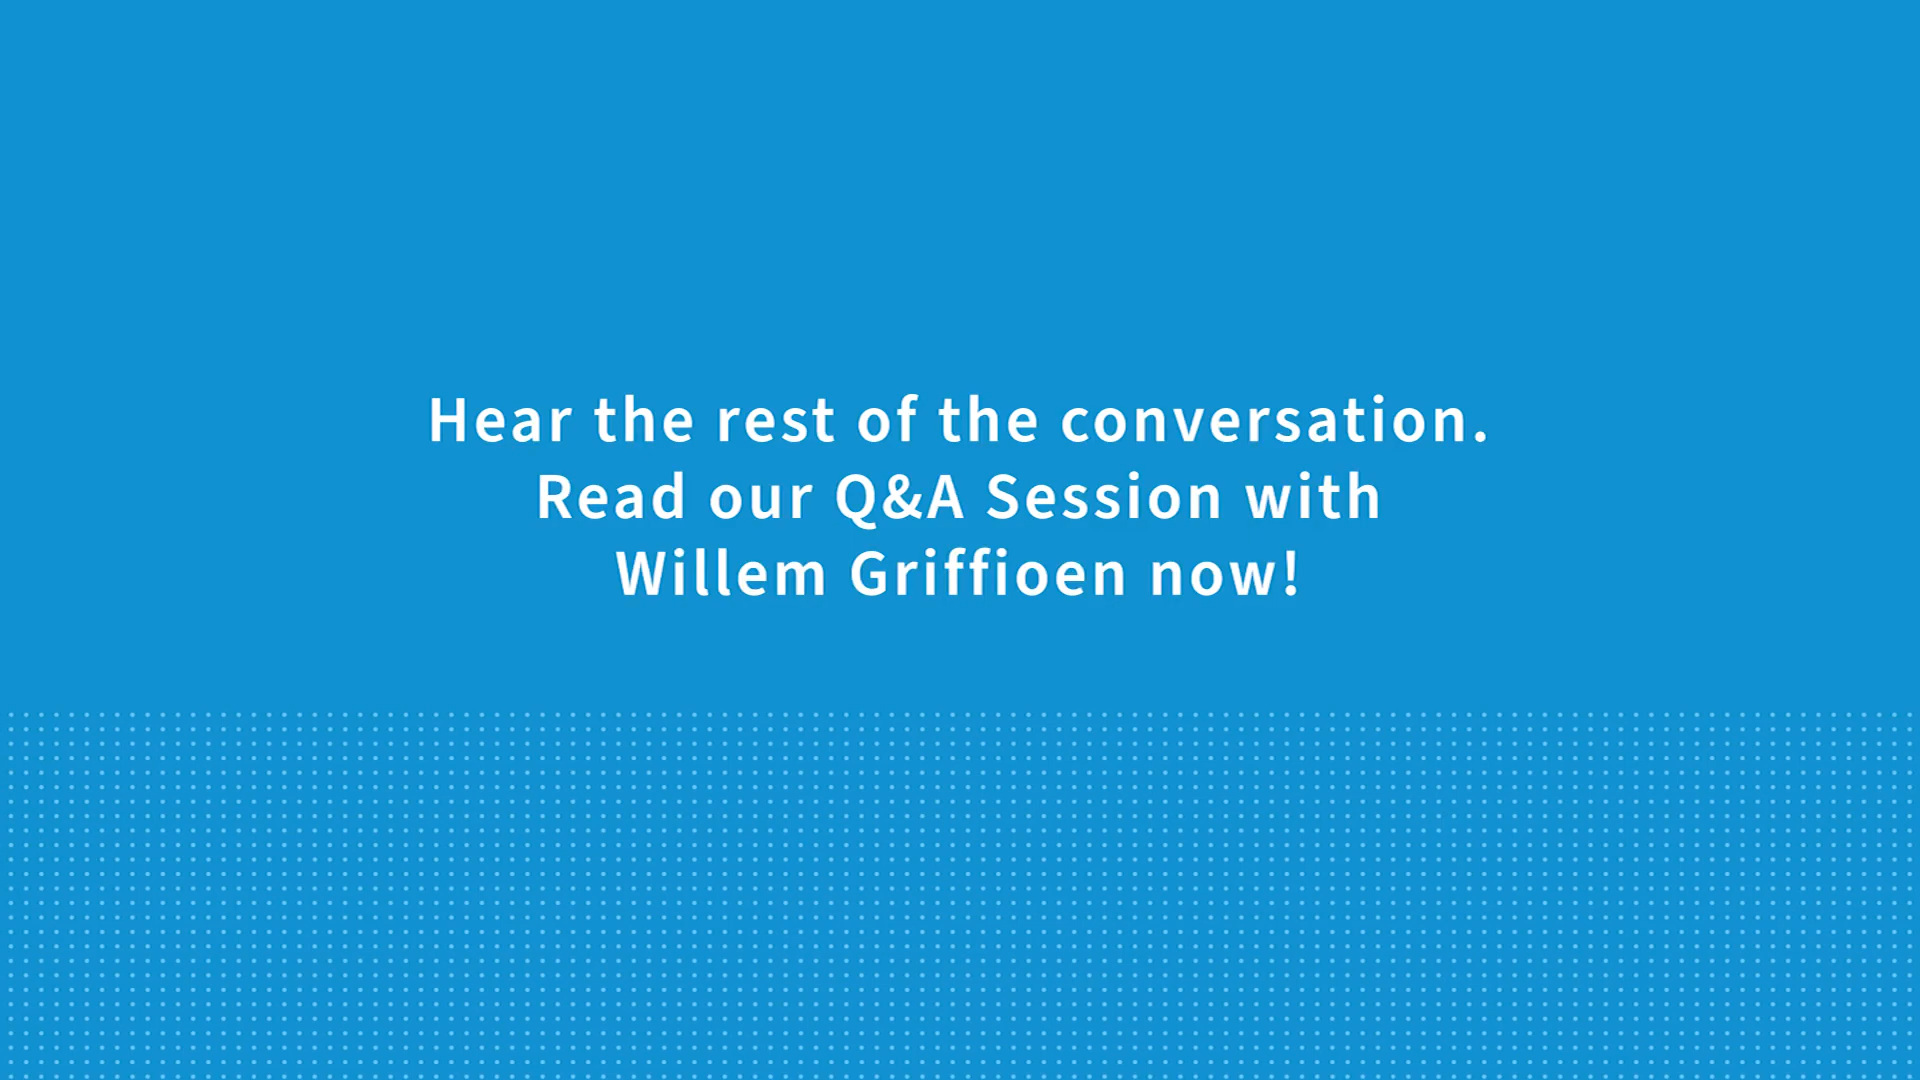 Hear the rest of the conversation.
Read our Q&A Session with
Willem Griffioen now!